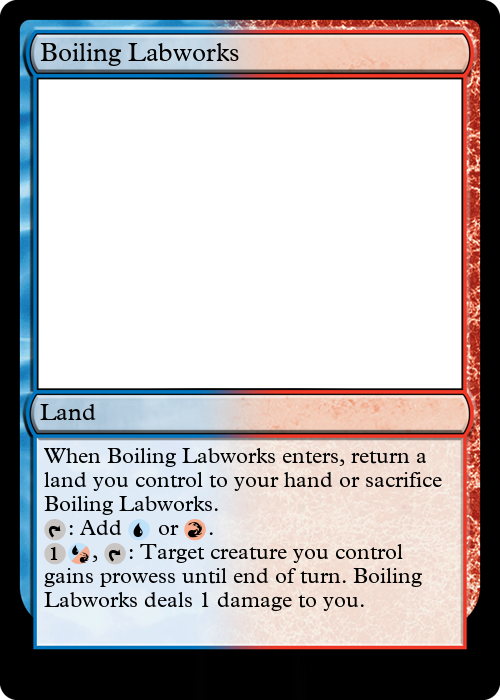 Boiling Labworks
Land
When Boiling Labworks enters, return a
land you control to your hand or sacrifice
Boiling Labworks.
: Add or .
1 , : Target creature you control
gains prowess until end of turn. Boiling
Labworks deals 1 damage to you.